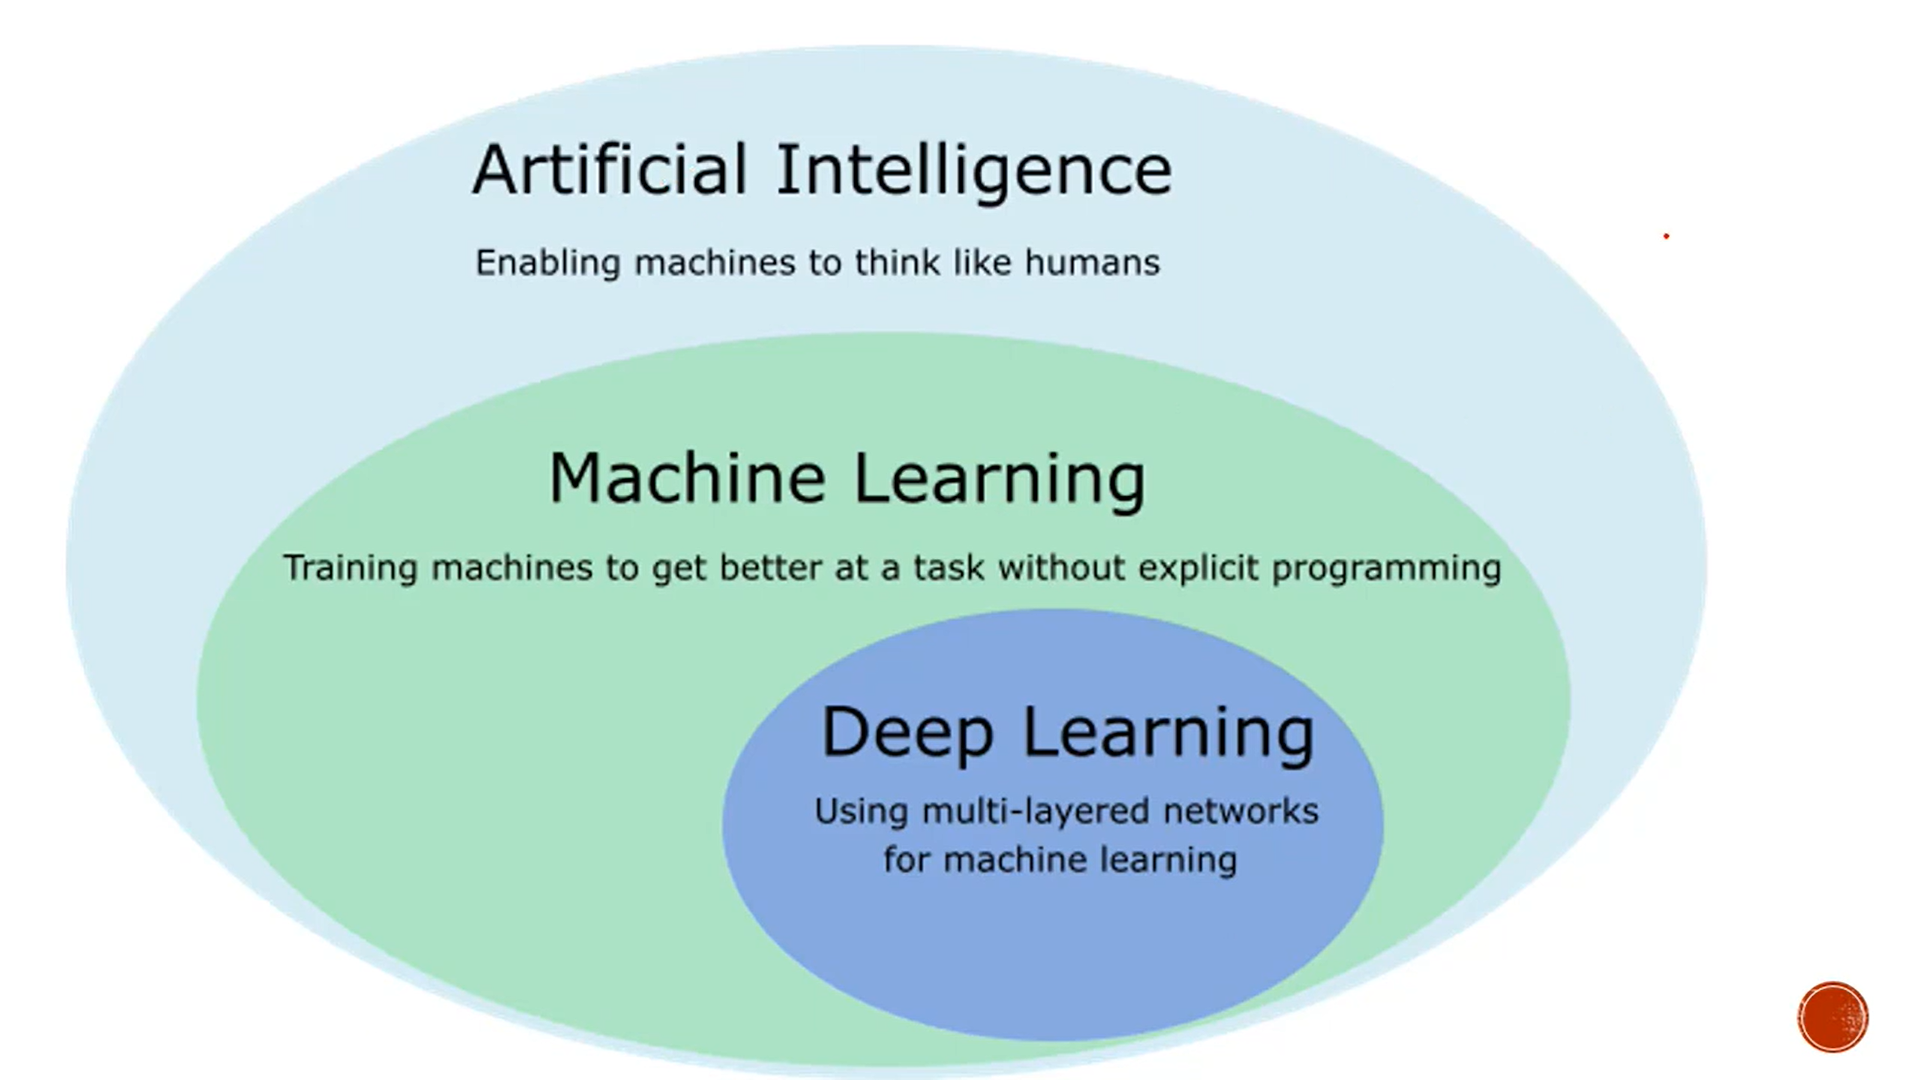 Artificial Intelligence
Enabling machines to think like humans
Machine Learning
Training machines to get better at a task without explicit programming
Deep Learning
Using multi-layered networks
for machine learning